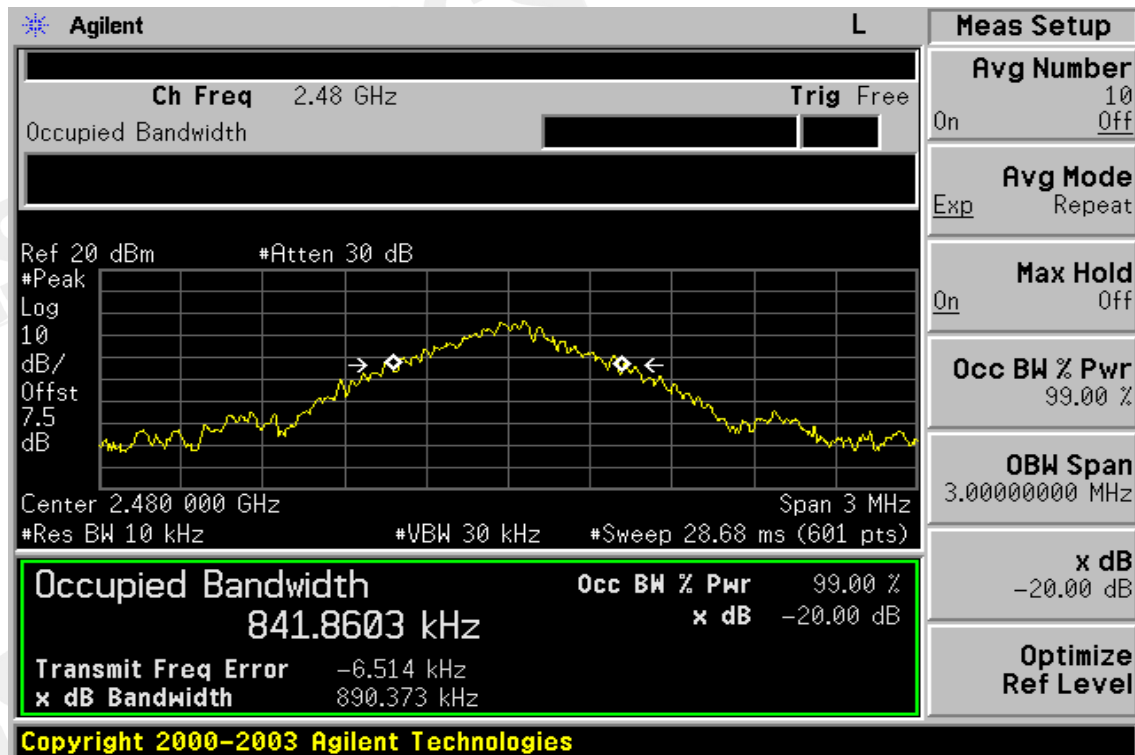 Agilent L Meas Setup
Ch Freq 2.48 GHz Trig Free
Occupied Bandwidth
Avg Number
10
On Off
Avg Mode
Exp Repeat
Ref 20 dBm #Atten 30 dB
#Peak
Log
10
dB/
Offst
7.5
dB
Max Hold
On Off
Occ BW % Pwr
99.00 %
Center 2.480 000 GHz Span 3 MHz
#Res BW 10 kHz #VBW 30 kHz #Sweep 28.68 ms (601 pts)
OBW Span
3.00000000 MHz
Occupied Bandwidth Occ BW % Pwr 99.00 %
841.8603 kHz x dB -20.00 dB
Transmit Freq Error -6.514 kHz
x dB Bandwidth 890.373 kHz
x dB
-20.00 dB
Optimize
Ref Level
Copyright 2000-2003 Agilent Technologies